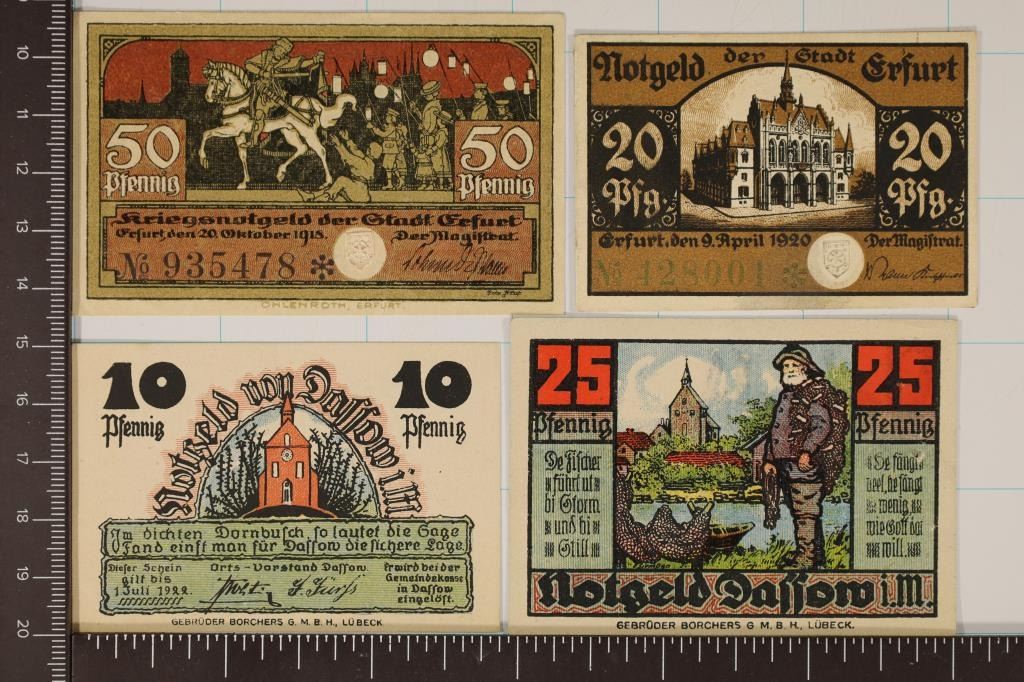 50
Pfennig
50
Pfennig
Kriegsnotgeld der Stadt Erfurt
Erfurt, den 20. Oktober 1918.
Der Magistrat.
No 935478 *
OHLENROTH, ERFURT.
Notgeld der Stadt Erfurt
20
Pfg.
20
Pfg.
Erfurt, den 9. April 1920
Der Magistrat.
No 428001 *
10
Pfennig
10
Pfennig
Notgeld von Dassow i.M.
Im dichten Dornbusch, so lautet die Sage
Fand einst man für Dassow die sichere Lage.
Dieser Schein
gilt bis
1 Juli 1922.
Orts-Vorstand Dassow.
Er wird bei der
Gemeindekasse
in Dassow
eingelöst.
GEBRÜDER BORCHERS G.M.B.H., LÜBECK.
25
Pfennig
25
Pfennig
De Fischer
führt ut
bi Storm
und bi
Still
De fängt
veel, he fäng
wenig,
wie Gott dai
will.
Notgeld Dassow i.M.
GEBRÜDER BORCHERS G.M.B.H., LÜBECK.
10
11
12
13
14
15
16
17
18
19
20